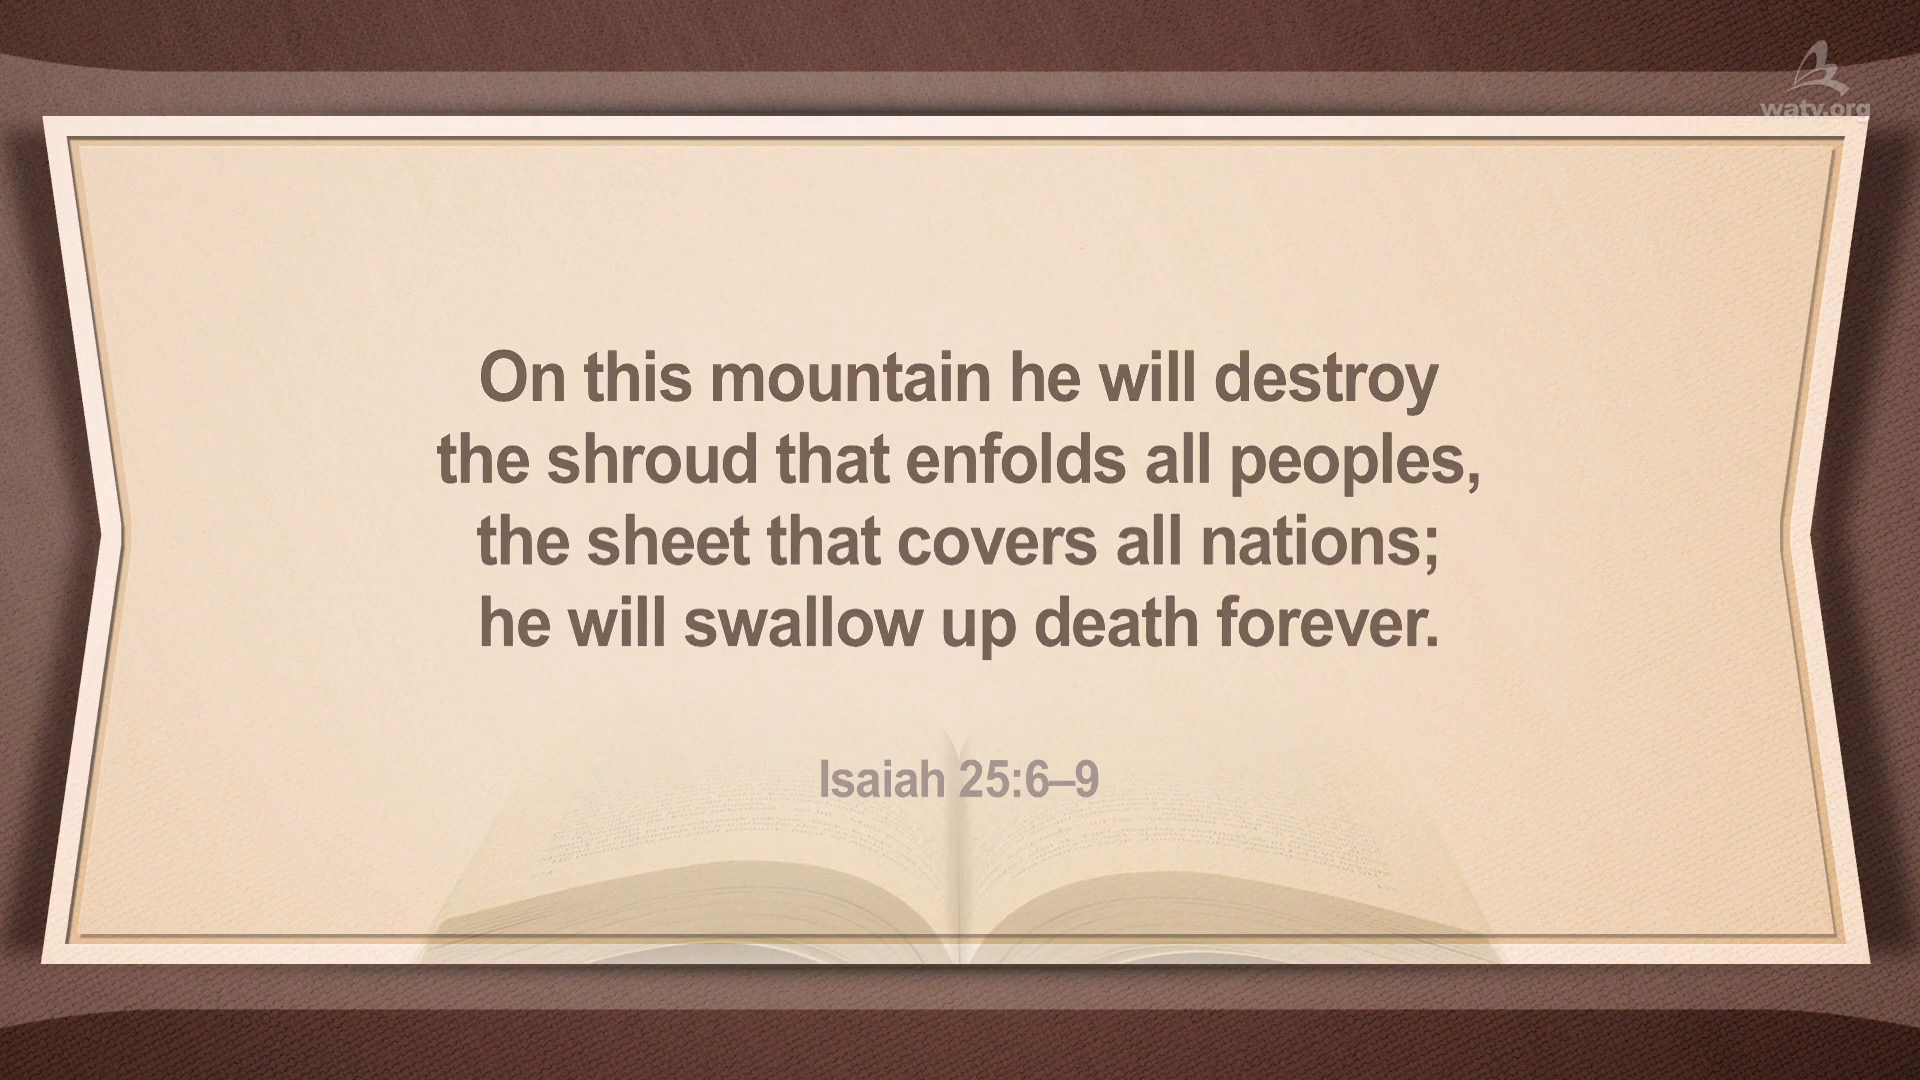 watv.org
On this mountain he will destroy
the shroud that enfolds all peoples,
the sheet that covers all nations;
he will swallow up death forever.
Isaiah 25:6–9